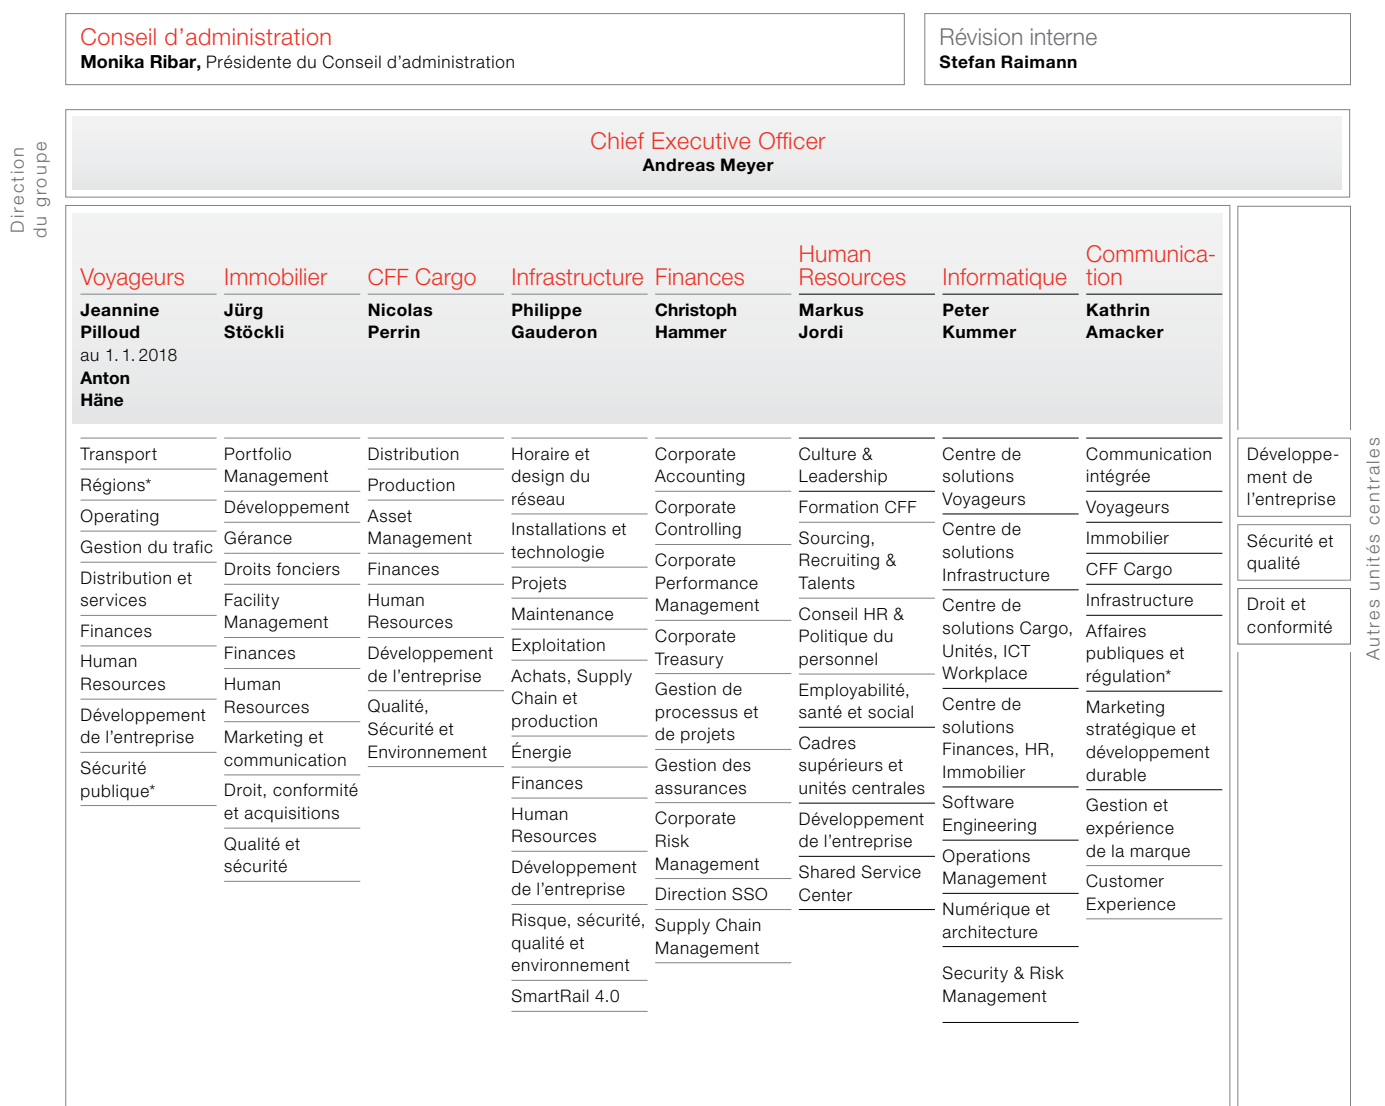 Conseil d’administration
Monika Ribar, Présidente du Conseil d’administration
Révision interne
Stefan Raimann
Direction
du groupe
Chief Executive Officer
Andreas Meyer
Voyageurs
Jeannine
Pilloud
au 1.1.2018
Anton
Häne
Transport
Régions*
Operating
Gestion du trafic
Distribution et
services
Finances
Human
Resources
Développement
de l’entreprise
Sécurité
publique*
Immobilier
Jürg
Stöckli
Portfolio
Management
Développement
Gérance
Droits fonciers
Facility
Management
Finances
Human
Resources
Marketing et
communication
Droit, conformité
et acquisitions
Qualité et
sécurité
CFF Cargo
Nicolas
Perrin
Distribution
Production
Asset
Management
Finances
Human
Resources
Développement
de l’entreprise
Qualité,
Sécurité et
Environnement
Infrastructure
Philippe
Gauderon
Horaire et
design du
réseau
Installations et
technologie
Projets
Maintenance
Exploitation
Achats, Supply
Chain et
production
Énergie
Finances
Human
Resources
Développement
de l’entreprise
Risque, sécurité,
qualité et
environnement
SmartRail 4.0
Finances
Christoph
Hammer
Corporate
Accounting
Corporate
Controlling
Corporate
Performance
Management
Corporate
Treasury
Gestion de
processus et
de projets
Gestion des
assurances
Corporate
Risk
Management
Direction SSO
Supply Chain
Management
Human
Resources
Markus
Jordi
Culture &
Leadership
Formation CFF
Sourcing,
Recruiting &
Talents
Conseil HR &
Politique du
personnel
Employabilité,
santé et social
Cadres
supérieurs et
unités centrales
Développement
de l’entreprise
Shared Service
Center
Informatique
Peter
Kummer
Centre de
solutions
Voyageurs
Centre de
solutions
Infrastructure
Centre de
solutions Cargo,
Unités, ICT
Workplace
Centre de
solutions
Finances, HR,
Immobilier
Software
Engineering
Operations
Management
Numérique et
architecture
Security & Risk
Management
Communica-
tion
Kathrin
Amacker
Communication
intégrée
Voyageurs
Immobilier
CFF Cargo
Infrastructure
Affaires
publiques et
régulation*
Marketing
stratégique et
développement
durable
Gestion et
expérience
de la marque
Customer
Experience
Développe-
ment de
l’entreprise
Sécurité et
qualité
Droit et
conformité
Autres unités centrales